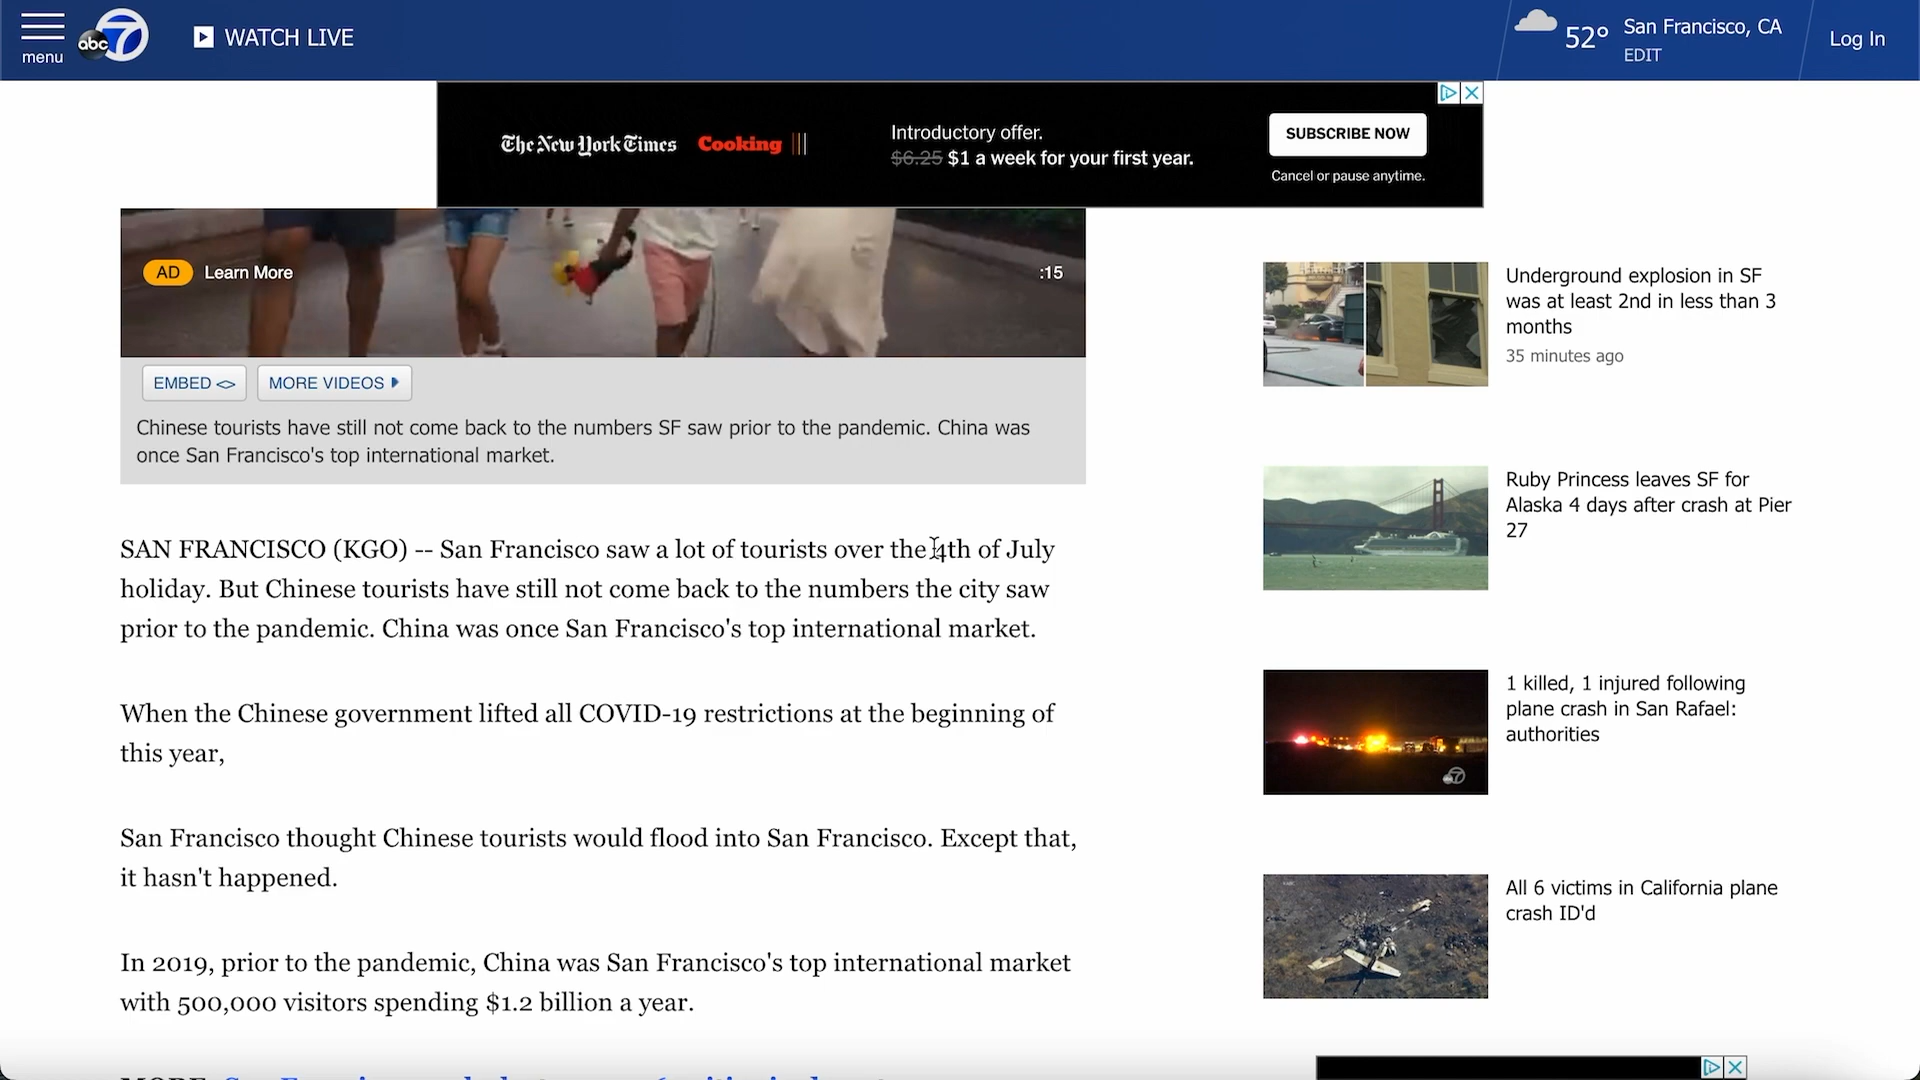 menu
abc 7
WATCH LIVE
52°
San Francisco, CA
EDIT
Log In
The New York Times Cooking
Introductory offer.
$6.25 $1 a week for your first year.
SUBSCRIBE NOW
Cancel or pause anytime.
AD Learn More
:15
EMBED <>
MORE VIDEOS
Chinese tourists have still not come back to the numbers SF saw prior to the pandemic. China was
once San Francisco's top international market.
SAN FRANCISCO (KGO) -- San Francisco saw a lot of tourists over the 4th of July
holiday. But Chinese tourists have still not come back to the numbers the city saw
prior to the pandemic. China was once San Francisco's top international market.
When the Chinese government lifted all COVID-19 restrictions at the beginning of
this year,
San Francisco thought Chinese tourists would flood into San Francisco. Except that,
it hasn't happened.
In 2019, prior to the pandemic, China was San Francisco's top international market
with 500,000 visitors spending $1.2 billion a year.
Underground explosion in SF
was at least 2nd in less than 3
months
35 minutes ago
Ruby Princess leaves SF for
Alaska 4 days after crash at Pier
27
1 killed, 1 injured following
plane crash in San Rafael:
authorities
All 6 victims in California plane
crash ID'd